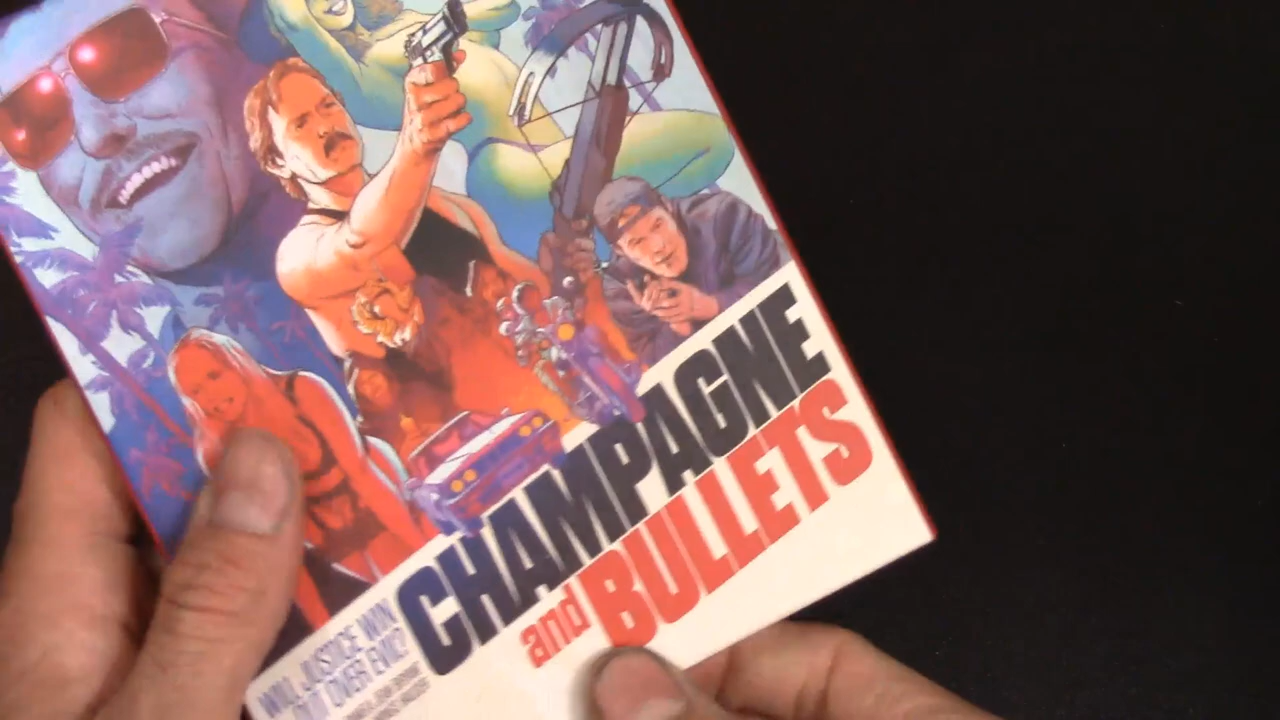 CHAMPAGNE
and BULLETS
WILL JUSTICE WIN
OUT OVER EVIL?